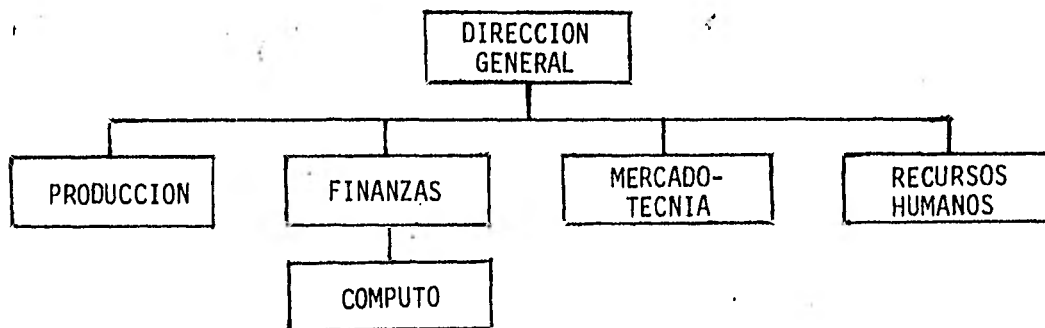 DIRECCION
GENERAL
PRODUCCION
FINANZAS
MERCADO-
TECNIA
RECURSOS
HUMANOS
COMPUTO